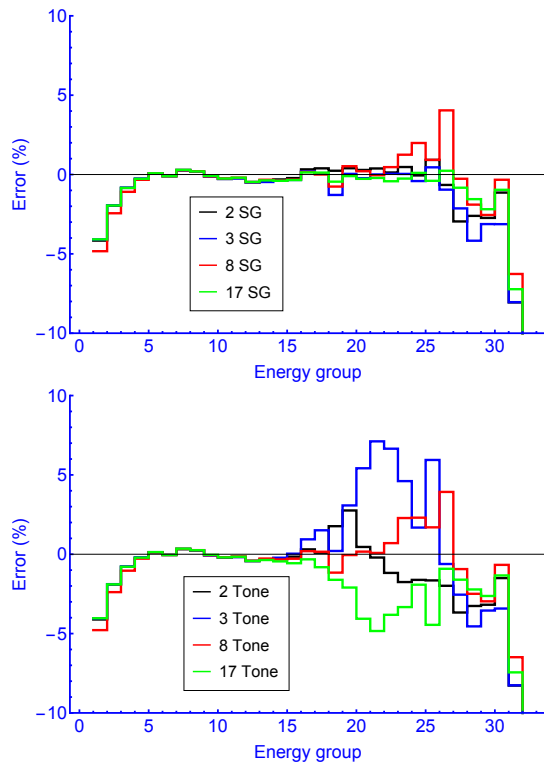 10
5
0
−5
−10
Error (%)
2 SG
3 SG
8 SG
17 SG
0 5 10 15 20 25 30
Energy group
10
5
0
−5
−10
Error (%)
2 Tone
3 Tone
8 Tone
17 Tone
0 5 10 15 20 25 30
Energy group